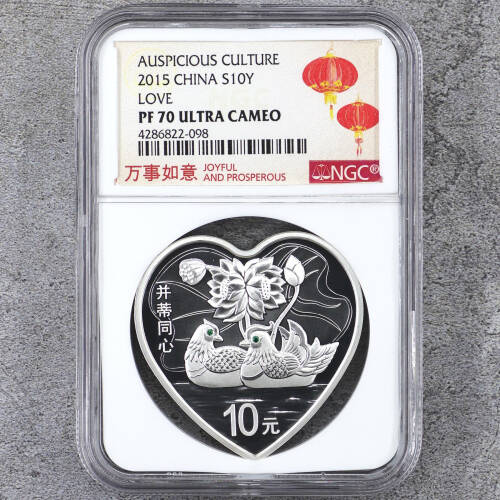 AUSPICIOUS CULTURE
2015 CHINA S10Y
LOVE
PF 70 ULTRA CAMEO
4286822-098
万事如意 JOYFUL
AND PROSPEROUS
NGC®
并蒂同心
10元